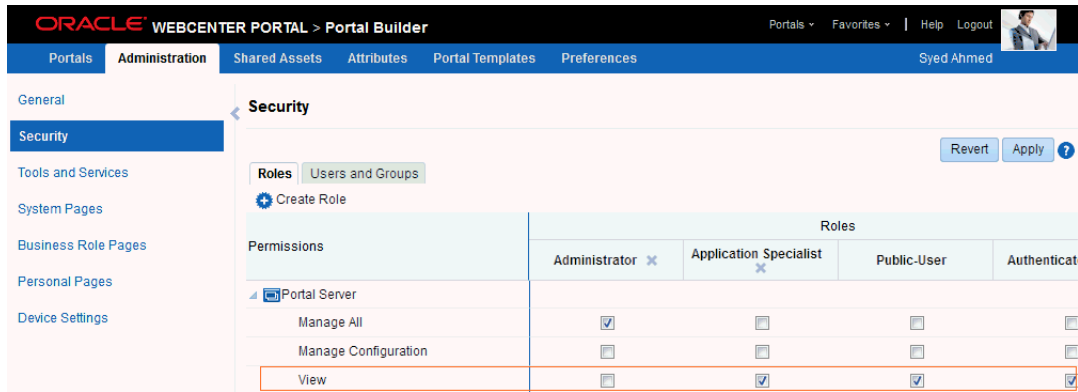 ORACLE WEBCENTER PORTAL > Portal Builder
Portals Favorites | Help Logout
Portals Administration Shared Assets Attributes Portal Templates Preferences Syed Ahmed
General
Security
Tools and Services
System Pages
Business Role Pages
Personal Pages
Device Settings
Security
Revert Apply ?
Roles Users and Groups
Create Role
Permissions
Roles
Administrator Application Specialist Public-User Authenticat
Portal Server
Manage All
Manage Configuration
View